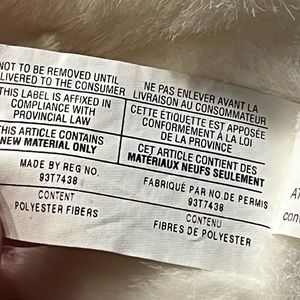 NOT TO BE REMOVED UNTIL
DELIVERED TO THE CONSUMER
THIS LABEL IS AFFIXED IN
COMPLIANCE WITH
PROVINCIAL LAW
THIS ARTICLE CONTAINS
NEW MATERIAL ONLY
MADE BY REG NO.
93T7438
CONTENT
POLYESTER FIBERS
NE PAS ENLEVER AVANT LA
LIVRAISON AU CONSOMMATEUR
CETTE ÉTIQUETTE EST APPOSÉE
CONFORMÉMENT À LA LOI
DE LA PROVINCE
CET ARTICLE CONTIENT DES
MATÉRIAUX NEUFS SEULEMENT
FABRIQUÉ PAR NO. DE PERMIS
93T7438
CONTENU
FIBRES DE POLYESTER